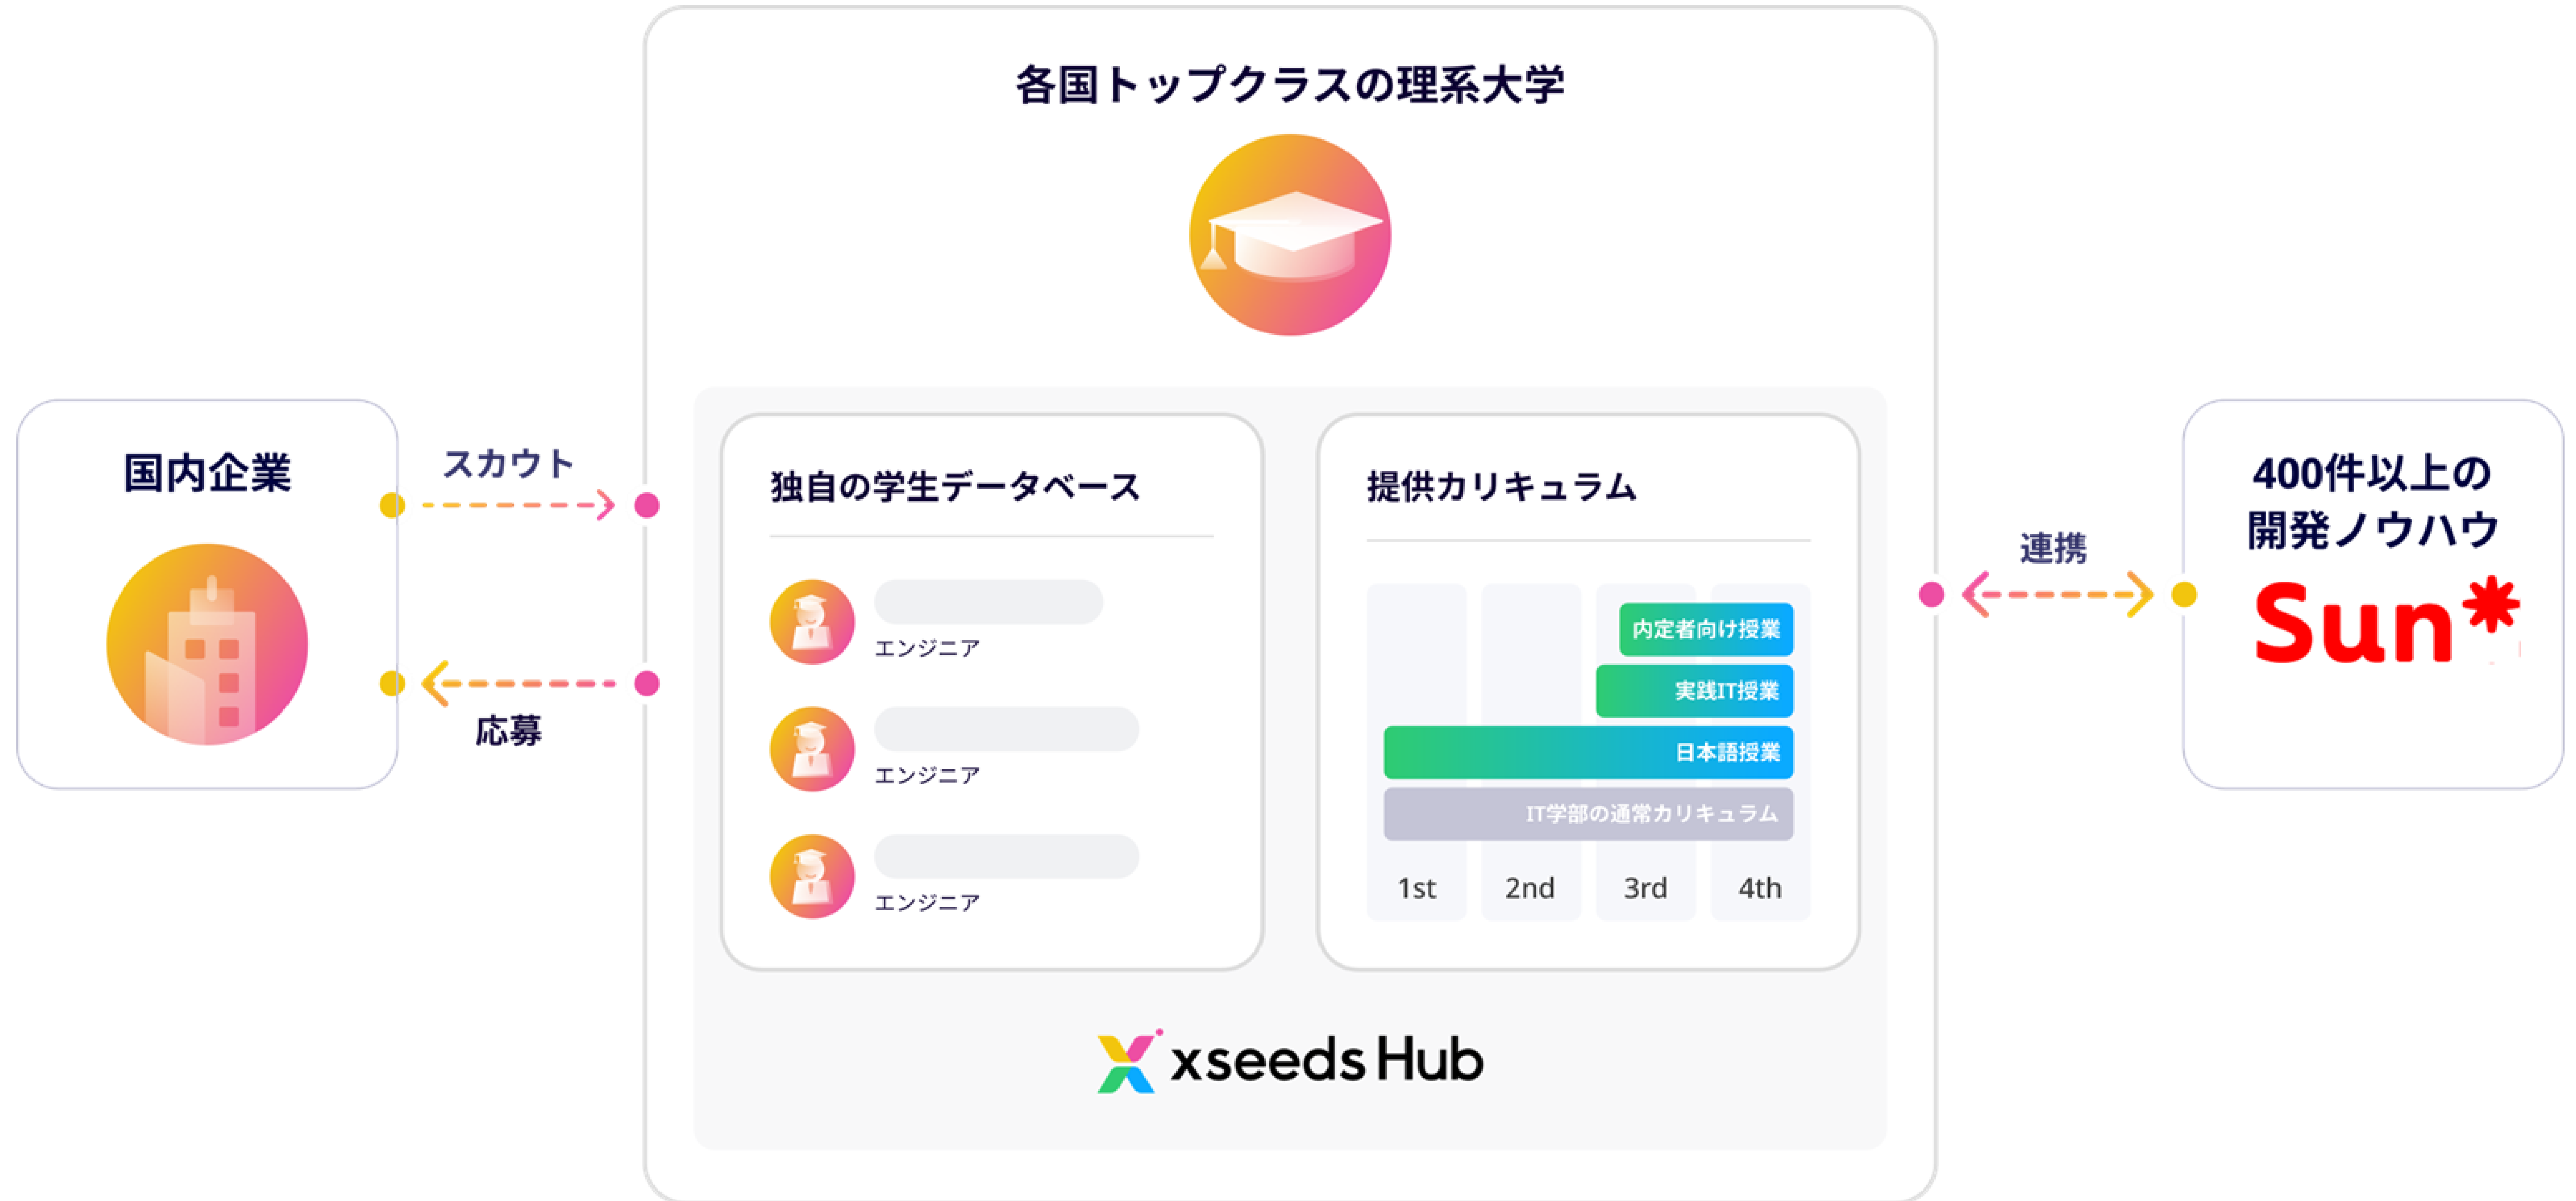 各国トップクラスの理系大学
国内企業
スカウト
応募
独自の学生データベース
エンジニア
エンジニア
エンジニア
提供カリキュラム
内定者向け授業
実践IT授業
日本語授業
IT学部の通常カリキュラム
1st 2nd 3rd 4th
xseeds Hub
連携
400件以上の
開発ノウハウ
Sun*